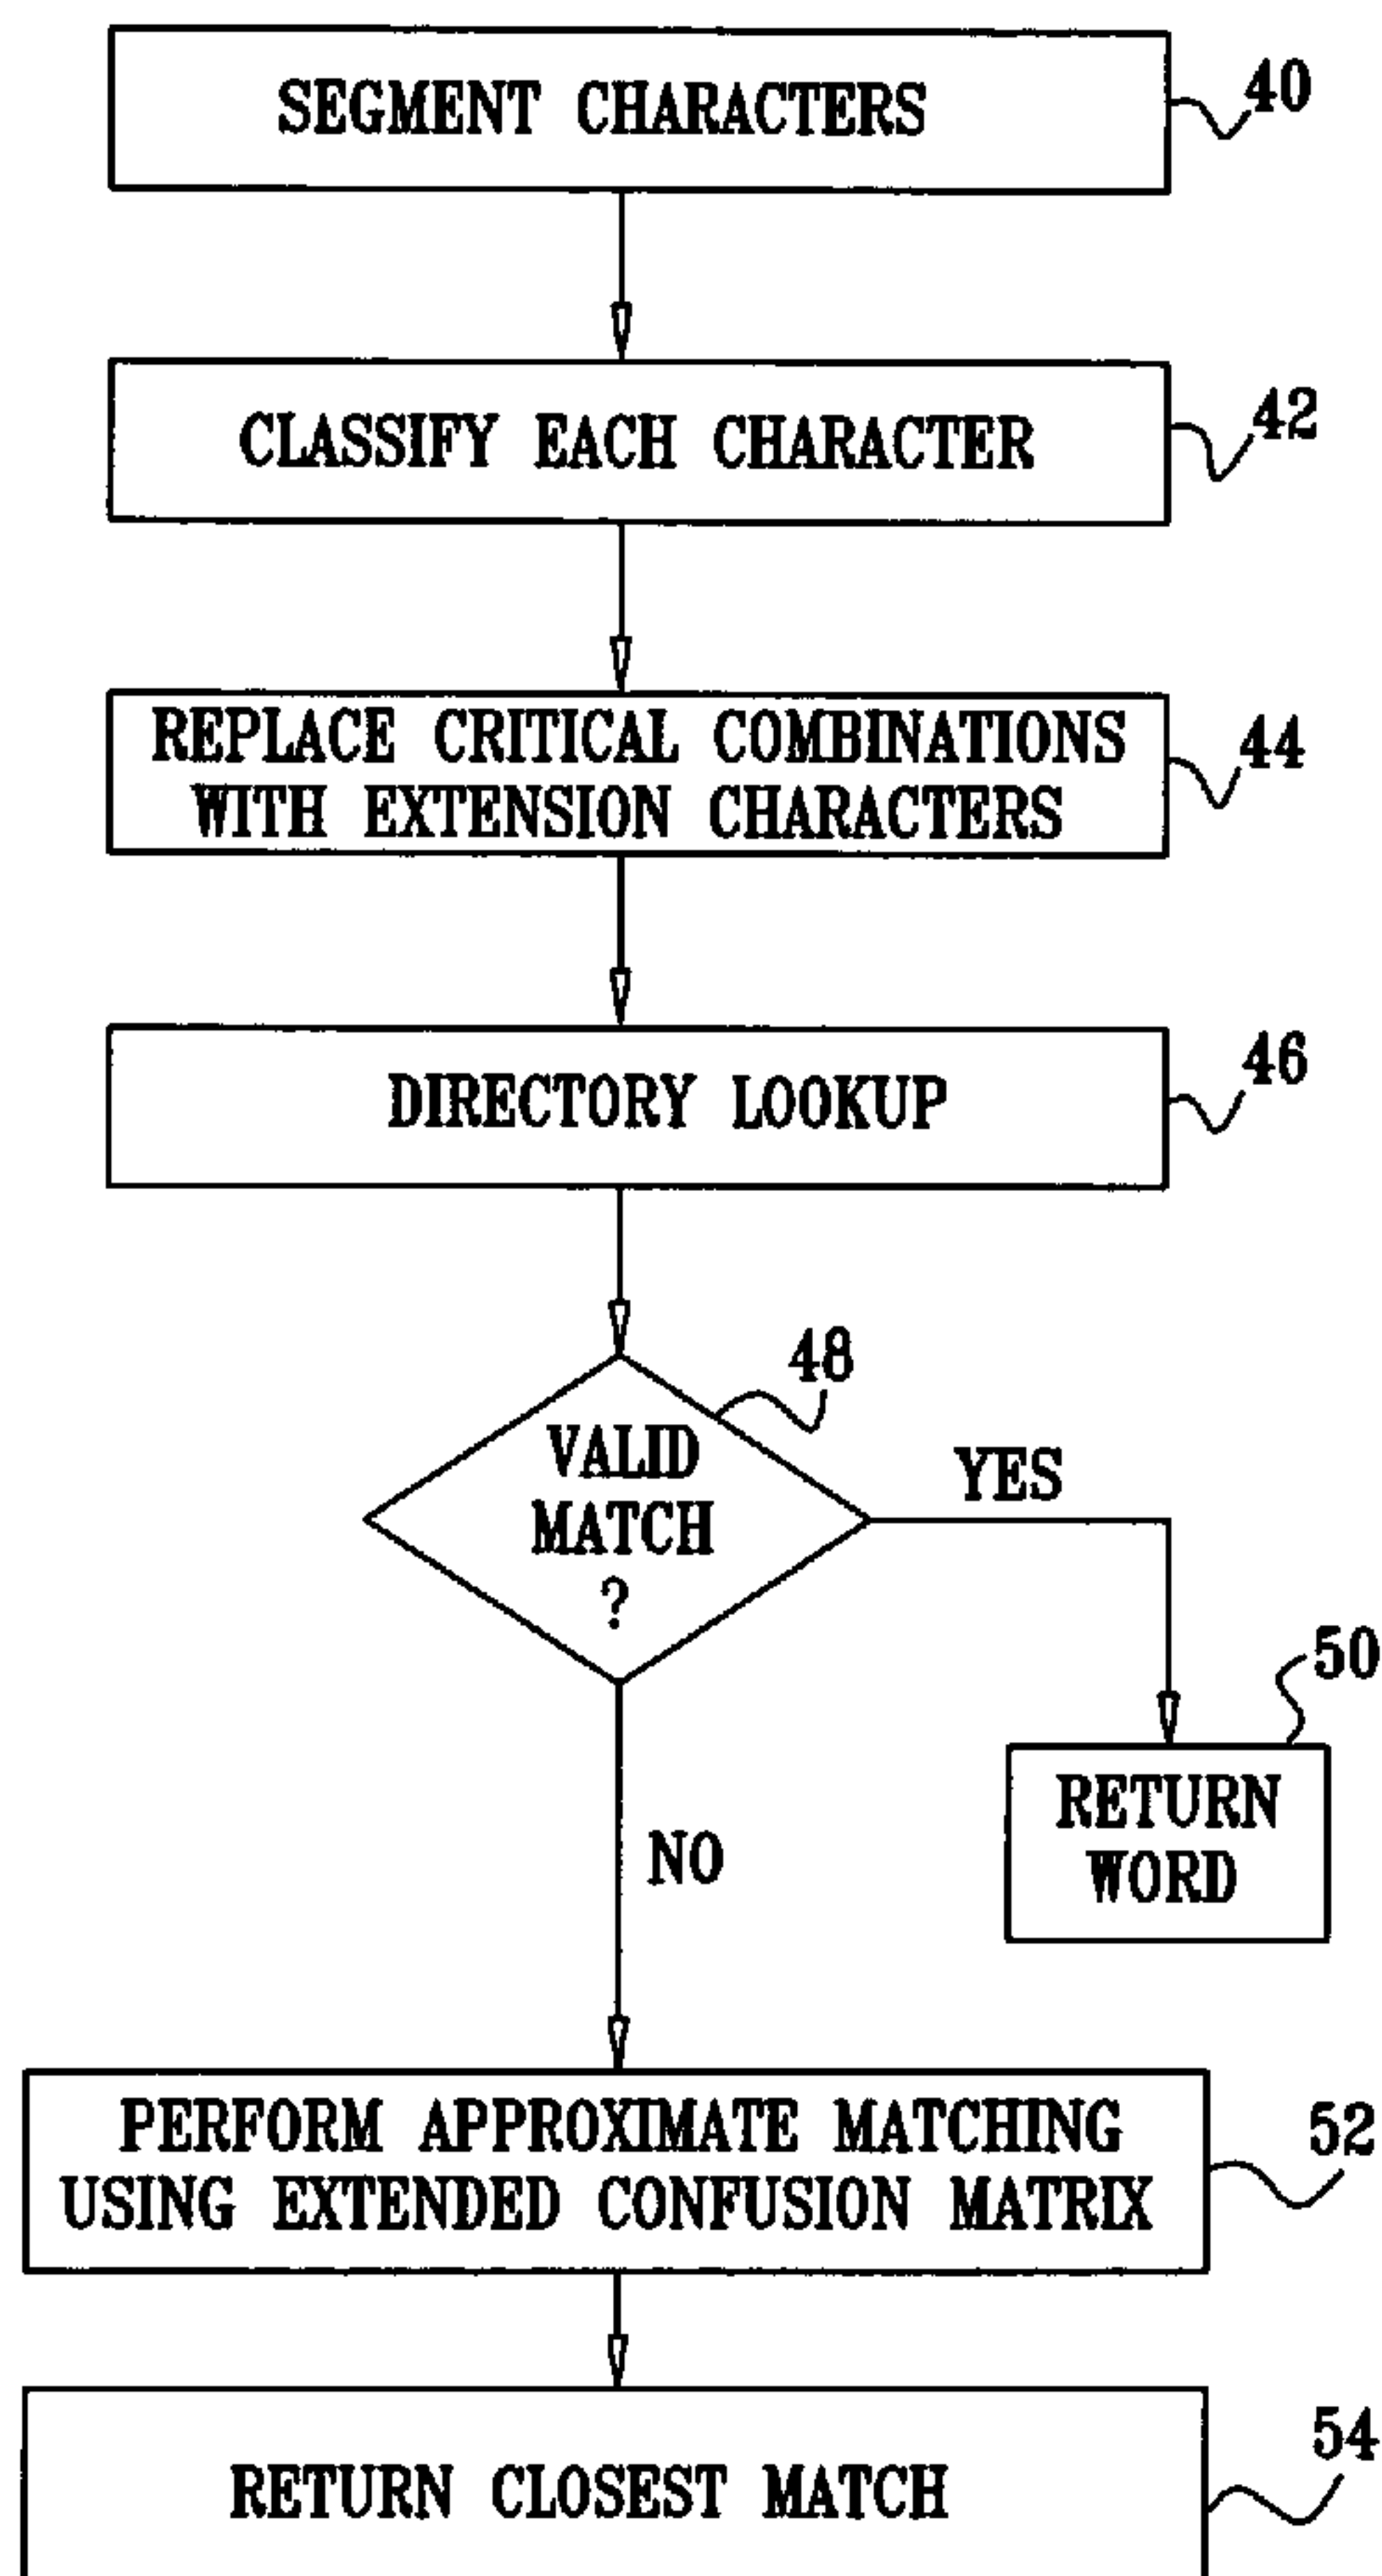 SEGMENT CHARACTERS
40
CLASSIFY EACH CHARACTER
42
REPLACE CRITICAL COMBINATIONS
WITH EXTENSION CHARACTERS
44
DIRECTORY LOOKUP
46
48
VALID
MATCH
?
YES
50
RETURN
WORD
NO
PERFORM APPROXIMATE MATCHING
USING EXTENDED CONFUSION MATRIX
52
RETURN CLOSEST MATCH
54